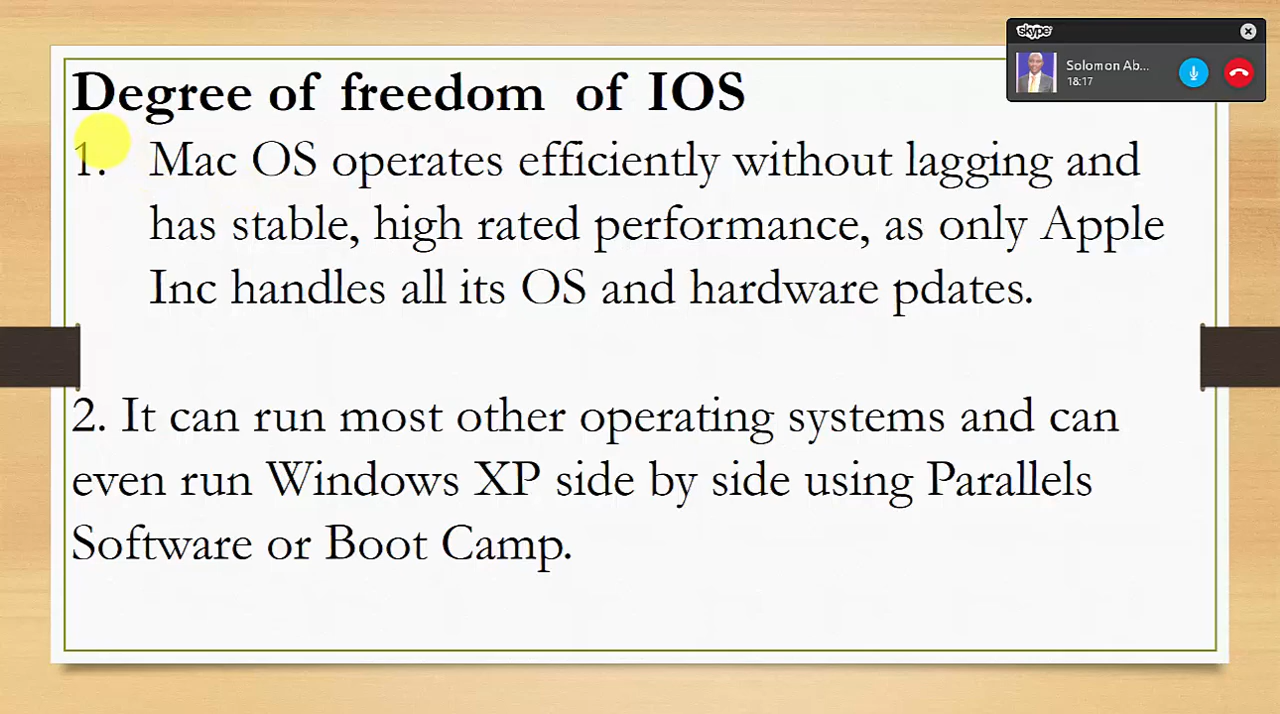 Degree of freedom of IOS
1. Mac OS operates efficiently without lagging and
has stable, high rated performance, as only Apple
Inc handles all its OS and hardware pdates.
2. It can run most other operating systems and can
even run Windows XP side by side using Parallels
Software or Boot Camp.
skype
Solomon Ab...
18:17